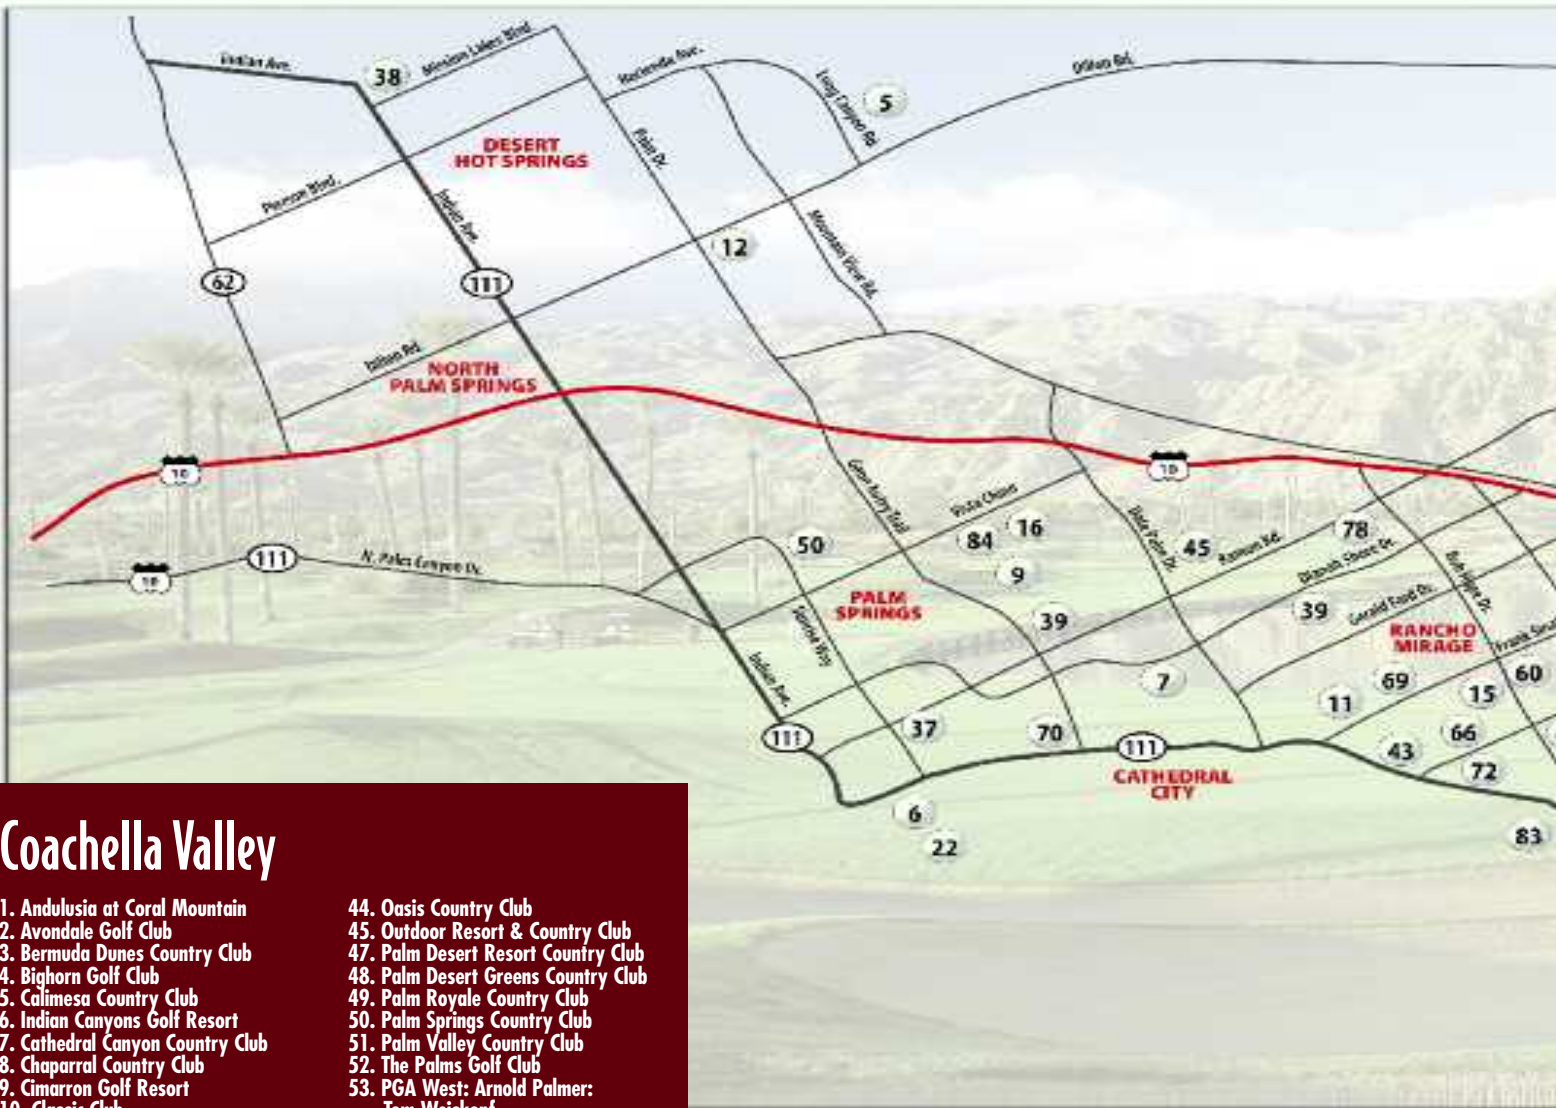 Indian Ave.
38
Mission Lakes Blvd.
Hacienda Ave.
Long Canyon Rd
5
Dillon Rd.
DESERT
HOT SPRINGS
Palm Dr.
Pierson Blvd.
Indian Ave.
12
Mountain View Rd.
62
111
Dillon Rd.
NORTH
PALM SPRINGS
10
10
Gene Autry Trail
Vista Chino
16
84
50
9
Date Palm Dr.
45
Ramon Rd.
78
Dinah Shore Dr.
Bob Hope Dr.
10
111
N. Palm Canyon Dr.
PALM
SPRINGS
Sunrise Way
39
39
Gerald Ford Dr.
RANCHO
MIRAGE
Frank Sinat
Indian Ave.
7
11
69
15
60
111
37
70
111
43
66
72
CATHEDRAL
CITY
6
22
83
Coachella Valley
1. Andulusia at Coral Mountain
2. Avondale Golf Club
3. Bermuda Dunes Country Club
4. Bighorn Golf Club
5. Calimesa Country Club
6. Indian Canyons Golf Resort
7. Cathedral Canyon Country Club
8. Chaparral Country Club
9. Cimarron Golf Resort
10. Classic Club
44. Oasis Country Club
45. Outdoor Resort & Country Club
47. Palm Desert Resort Country Club
48. Palm Desert Greens Country Club
49. Palm Royale Country Club
50. Palm Springs Country Club
51. Palm Valley Country Club
52. The Palms Golf Club
53. PGA West: Arnold Palmer:
Tom Weiskopf